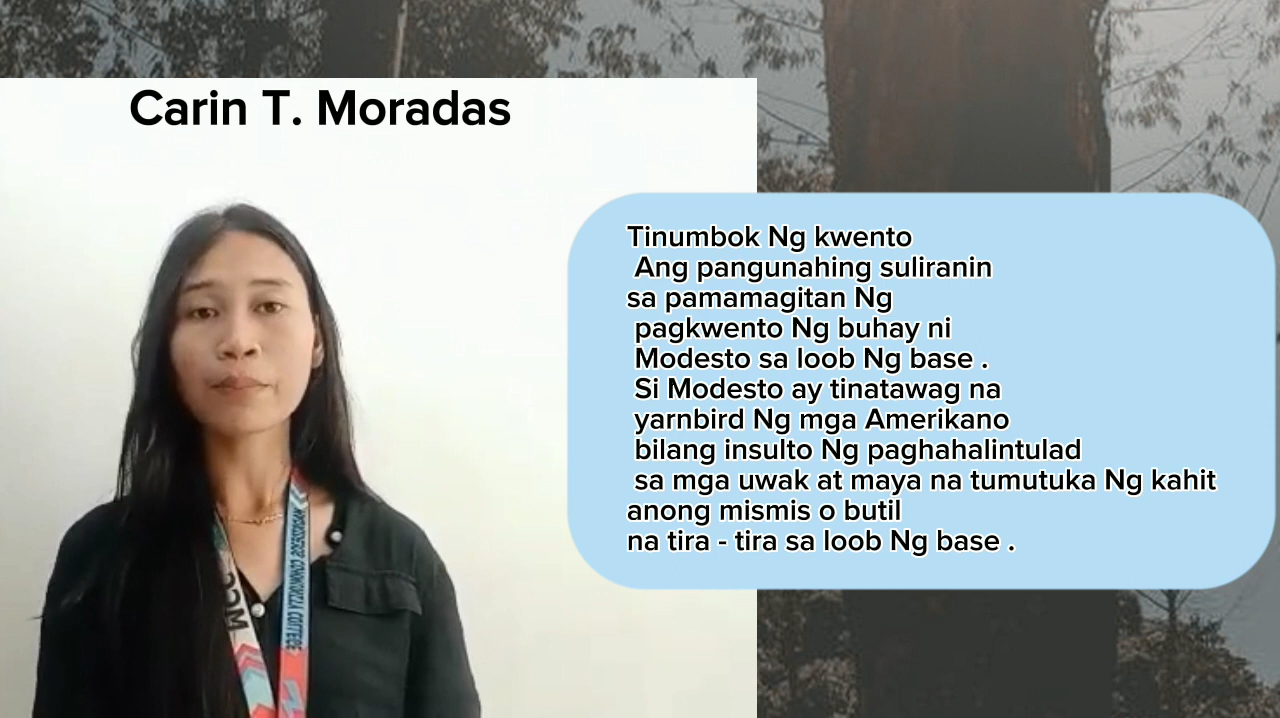 Carin T. Moradas
Tinumbok Ng kwento
Ang pangunahing suliranin
sa pamamagitan Ng
pagkwento Ng buhay ni
Modesto sa loob Ng base .
Si Modesto ay tinatawag na
yarnbird Ng mga Amerikano
bilang insulto Ng paghahalintulad
sa mga uwak at maya na tumutuka Ng kahit
anong mismis o butil
na tira - tira sa loob Ng base .
MCC